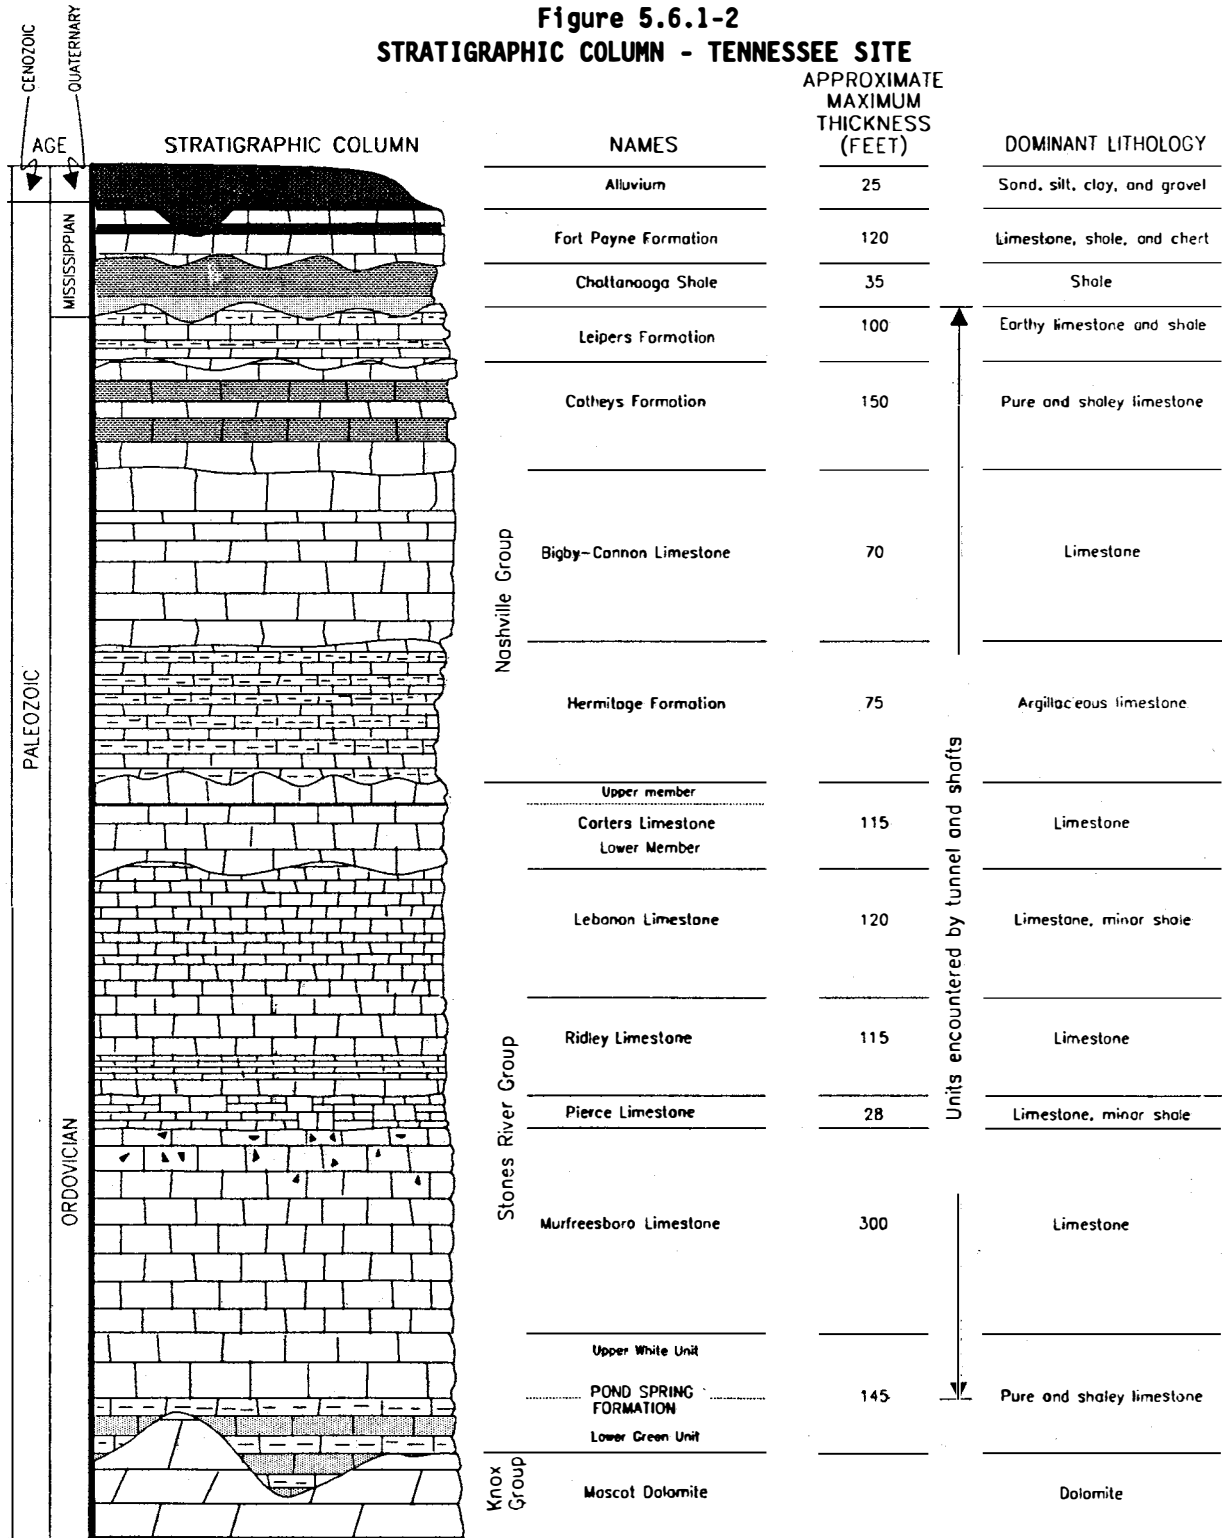 Figure 5.6.1-2
STRATIGRAPHIC COLUMN - TENNESSEE SITE
CENOZOIC
QUATERNARY
AGE
STRATIGRAPHIC COLUMN
NAMES
APPROXIMATE
MAXIMUM
THICKNESS
(FEET)
DOMINANT LITHOLOGY
Alluvium 25 Sand, silt, clay, and gravel
Fort Payne Formation 120 Limestone, shale, and chert
Chattanooga Shale 35 Shale
Leipers Formation 100 Earthy limestone and shale
Catheys Formation 150 Pure and shaley limestone
Bigby-Cannon Limestone 70 Limestone
Hermitage Formation 75 Argillaceous limestone
Upper member
Carters Limestone 115 Limestone
Lower Member
Lebanon Limestone 120 Limestone, minor shale
Ridley Limestone 115 Limestone
Pierce Limestone 28 Limestone, minor shale
Murfreesboro Limestone 300 Limestone
Upper White Unit
POND SPRING 145 Pure and shaley limestone
FORMATION
Lower Green Unit
Mascot Dolomite Dolomite
MISSISSIPPIAN
PALEOZOIC
ORDOVICIAN
Nashville Group
Stones River Group
Knox
Group
Units encountered by tunnel and shafts